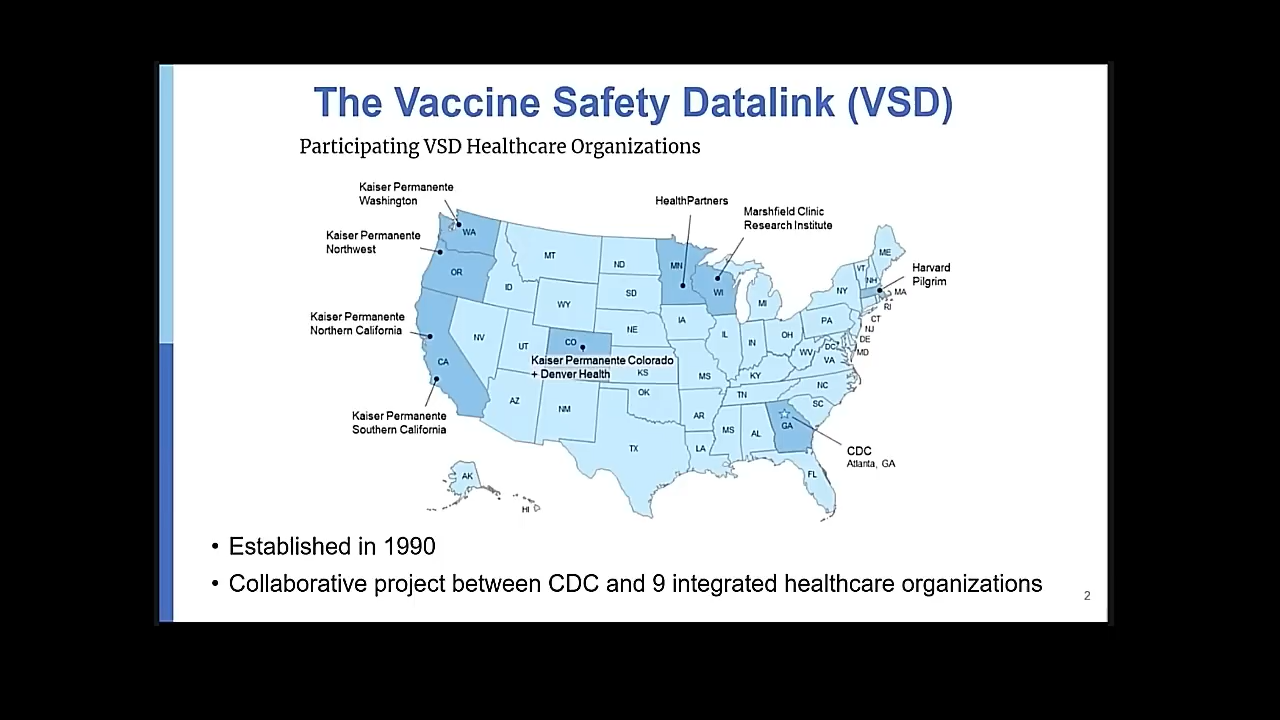 The Vaccine Safety Datalink (VSD)
Participating VSD Healthcare Organizations
Kaiser Permanente
Washington
Kaiser Permanente
Northwest
Kaiser Permanente
Northern California
Kaiser Permanente
Southern California
HealthPartners
Marshfield Clinic
Research Institute
Harvard
Pilgrim
Kaiser Permanente Colorado
+ Denver Health
CDC
Atlanta, GA
WA
OR
CA
MT
ID
NV
UT
AZ
WY
CO
NM
ND
SD
NE
KS
OK
TX
MN
IA
MS
AR
LA
WI
IL
MI
IN
OH
KY
TN
MS
AL
GA
FL
SC
NC
VA
WV
DC
MD
DE
NJ
PA
NY
CT
RI
MA
VT
NH
ME
AK
HI
• Established in 1990
• Collaborative project between CDC and 9 integrated healthcare organizations
2